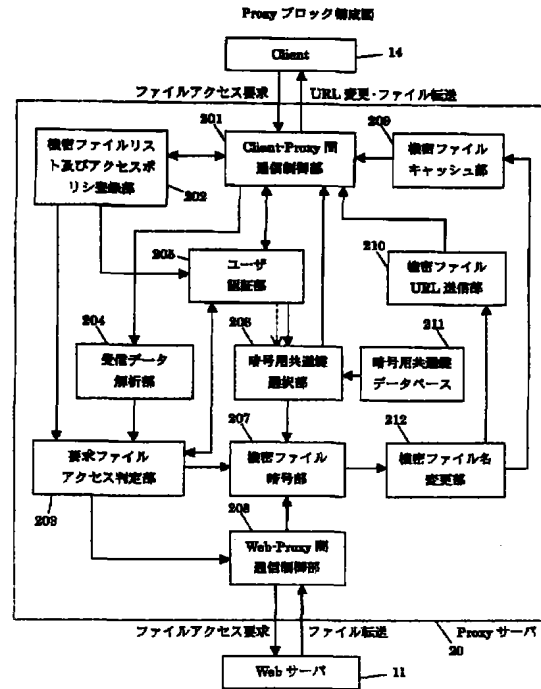 Proxy ブロック構成図
Client
14
ファイルアクセス要求
URL 変更・ファイル転送
201
Client-Proxy 間
通信制御部
209
機密ファイル
キャッシュ部
機密ファイルリス
ト及びアクセスポ
リシ登録部
202
205
ユーザ
認証部
210
機密ファイル
URL 送信部
204
受信データ
解析部
206
暗号用共通鍵
選択部
211
暗号用共通鍵
データベース
要求ファイル
アクセス判定部
203
207
機密ファイル
暗号部
212
機密ファイル名
変更部
208
Web-Proxy 間
通信制御部
ファイルアクセス要求
ファイル転送
20
Proxy サーバ
Web サーバ
11